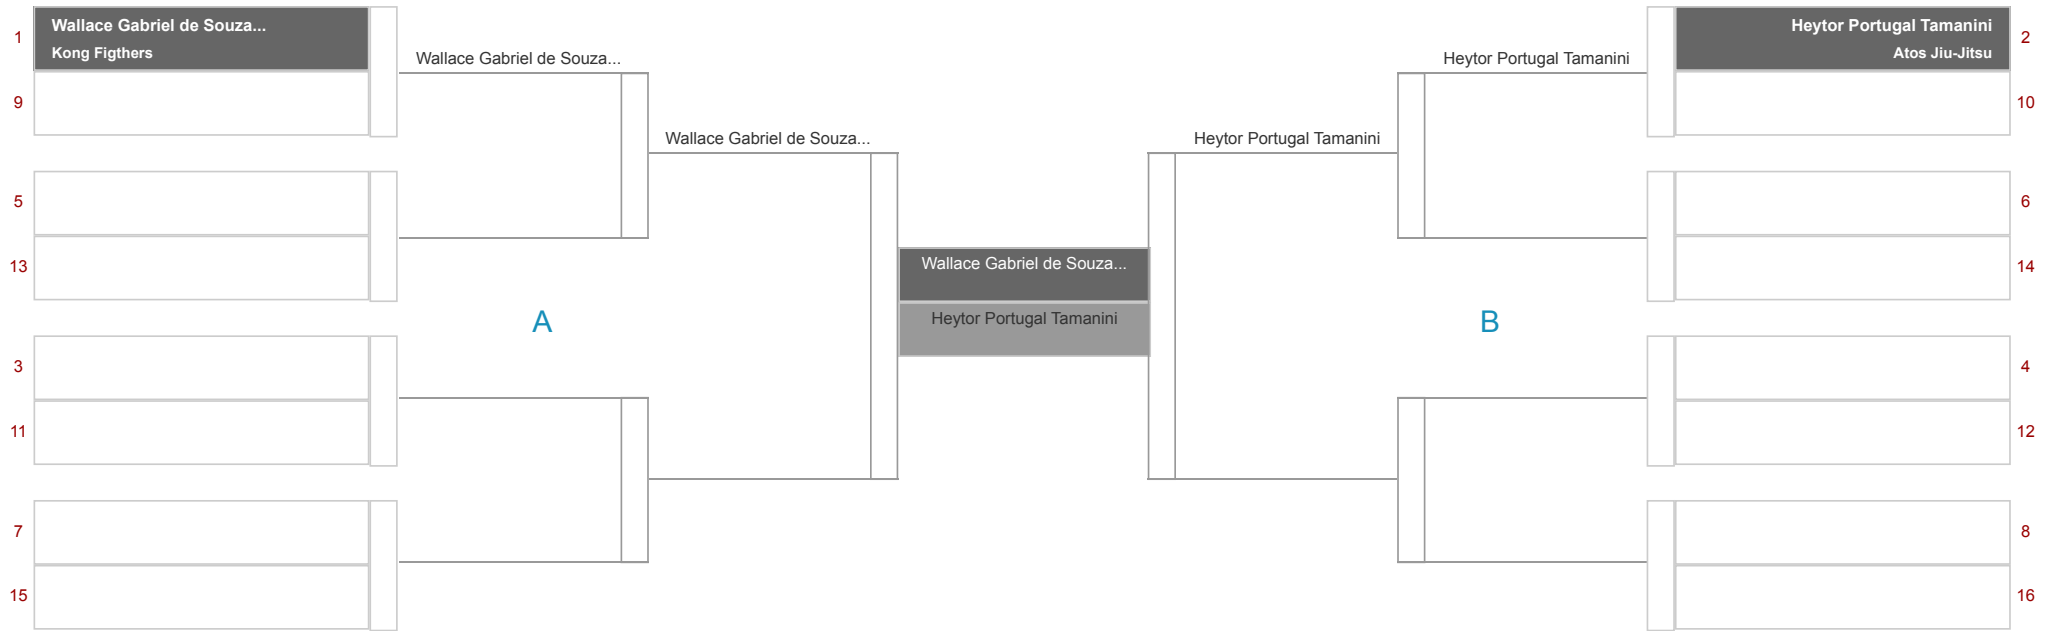 1
Wallace Gabriel de Souza...
Kong Figthers
9
5
13
3
11
7
15
Wallace Gabriel de Souza...
Wallace Gabriel de Souza...
A
Wallace Gabriel de Souza...
Heytor Portugal Tamanini
Heytor Portugal Tamanini
B
Heytor Portugal Tamanini
Heytor Portugal Tamanini
Atos Jiu-Jitsu
2
10
6
14
4
12
8
16